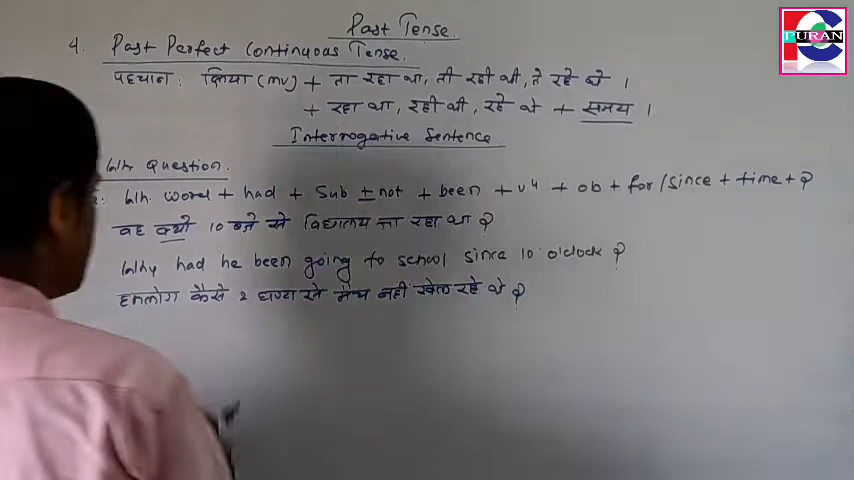 Past Tense.
4. Past Perfect Continuous Tense.
पहचान : क्रिया (mv) + ता रहा था, ती रही थी, ते रहे थे ।
+ रहा था, रही थी, रहे थे + समय ।
Interrogative Sentence
Wh Question.
Wh. word + had + Sub ± not + been + v⁴ + ob + for/since + time + ?
वह क्यों 10 बजे से विद्यालय जा रहा था ?
Why had he been going to school since 10 o'clock ?
हमलोग कैसे 2 घण्टा से मैच नहीं खेल रहे थे ?
PURAN